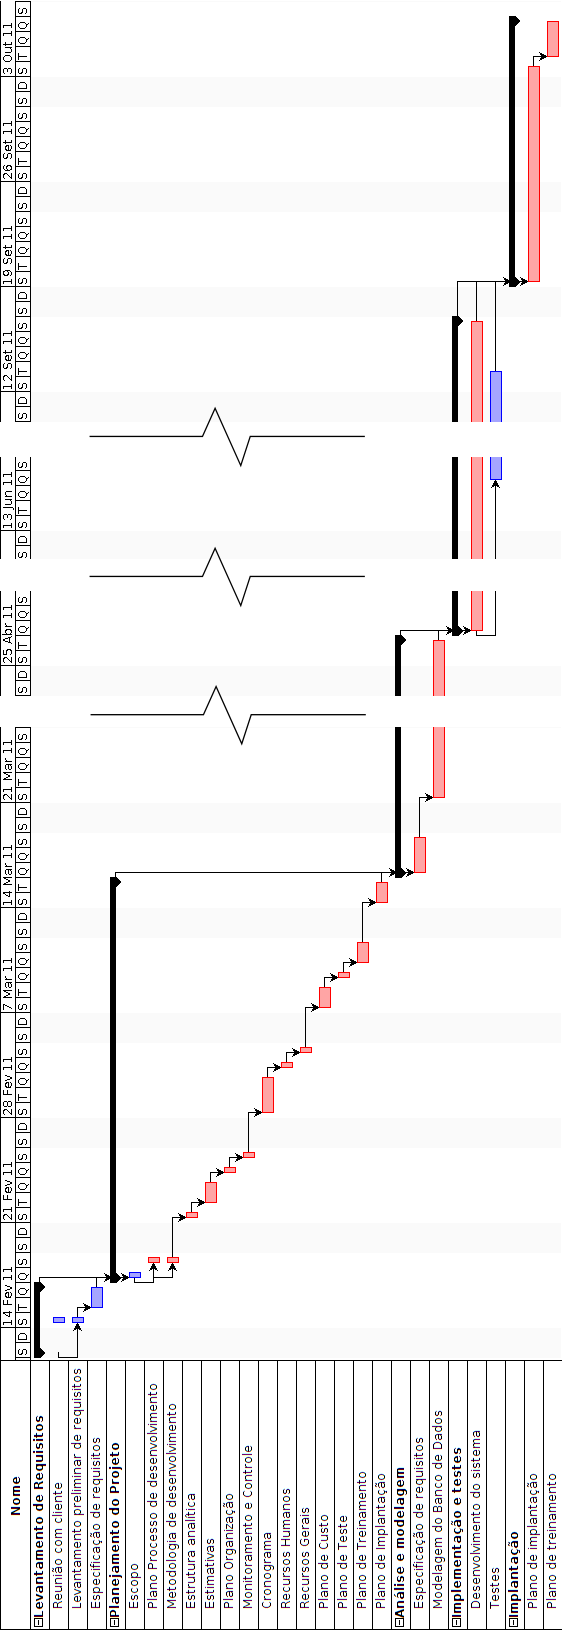 Nome
14 Fev 11 21 Fev 11 28 Fev 11 7 Mar 11 14 Mar 11 21 Mar 11 25 Abr 11 13 Jun 11 12 Set 11 19 Set 11 26 Set 11 3 Out 11
S D S T Q Q S S D S T Q Q S S D S T Q Q S S D S T Q Q S S D S T Q Q S S D S T Q Q S S D S T Q Q S S D S T Q Q S S D S T Q Q S S D S T Q Q S S D S T Q Q S S D S T Q Q S
Levantamento de Requisitos
Reunião com cliente
Levantamento preliminar de requisitos
Especificação de requisitos
Planejamento do Projeto
Escopo
Plano Processo de desenvolvimento
Metodologia de desenvolvimento
Estrutura analítica
Estimativas
Plano Organização
Monitoramento e Controle
Cronograma
Recursos Humanos
Recursos Gerais
Plano de Custo
Plano de Teste
Plano de Treinamento
Plano de Implantação
Análise e modelagem
Especificação de requisitos
Modelagem do Banco de Dados
Implementação e testes
Desenvolvimento do sistema
Testes
Implantação
Plano de Implantação
Plano de treinamento